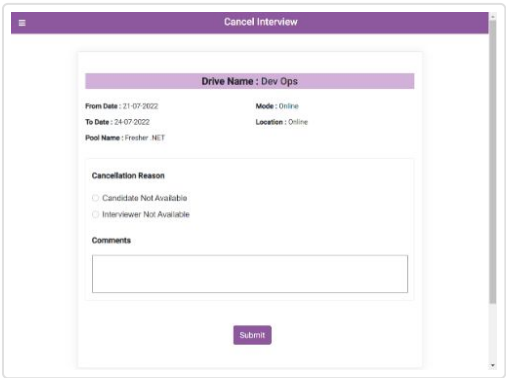 Cancel Interview
Drive Name : Dev Ops
From Date : 21-07-2022
Mode : Online
To Date : 24-07-2022
Location : Online
Pool Name : Fresher .NET
Cancellation Reason
Candidate Not Available
Interviewer Not Available
Comments
Submit